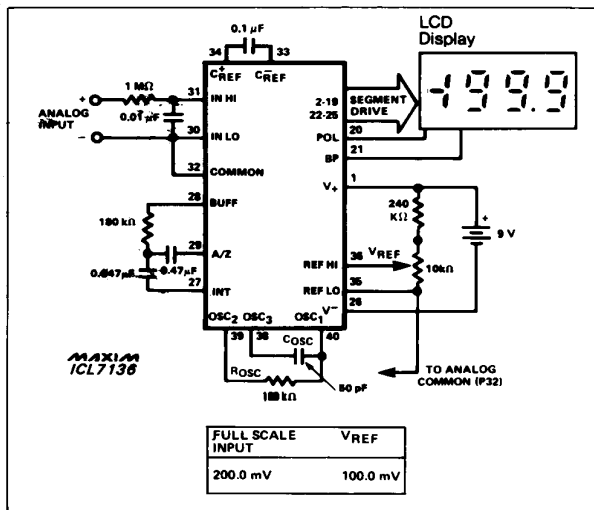 LCD
Display
0.1 µF
34 33
C+REF C−REF
1 MΩ
31 IN HI
+
ANALOG
INPUT
0.01 µF
−
30 IN LO
32 COMMON
28 BUFF
180 kΩ
29 A/Z
0.47µF
0.047µF
27 INT
2-19
22-25
SEGMENT
DRIVE
-199.9
POL 20
BP 21
V+ 1
240
KΩ
+
9 V
REF HI 36
VREF
10kΩ
REF LO 35
V− 26
OSC2 OSC3 OSC1
39 38 40
COSC
ROSC
50 pF
180 kΩ
MAXIM
ICL7136
TO ANALOG
COMMON (P32)
FULL SCALE
INPUT
VREF
200.0 mV 100.0 mV